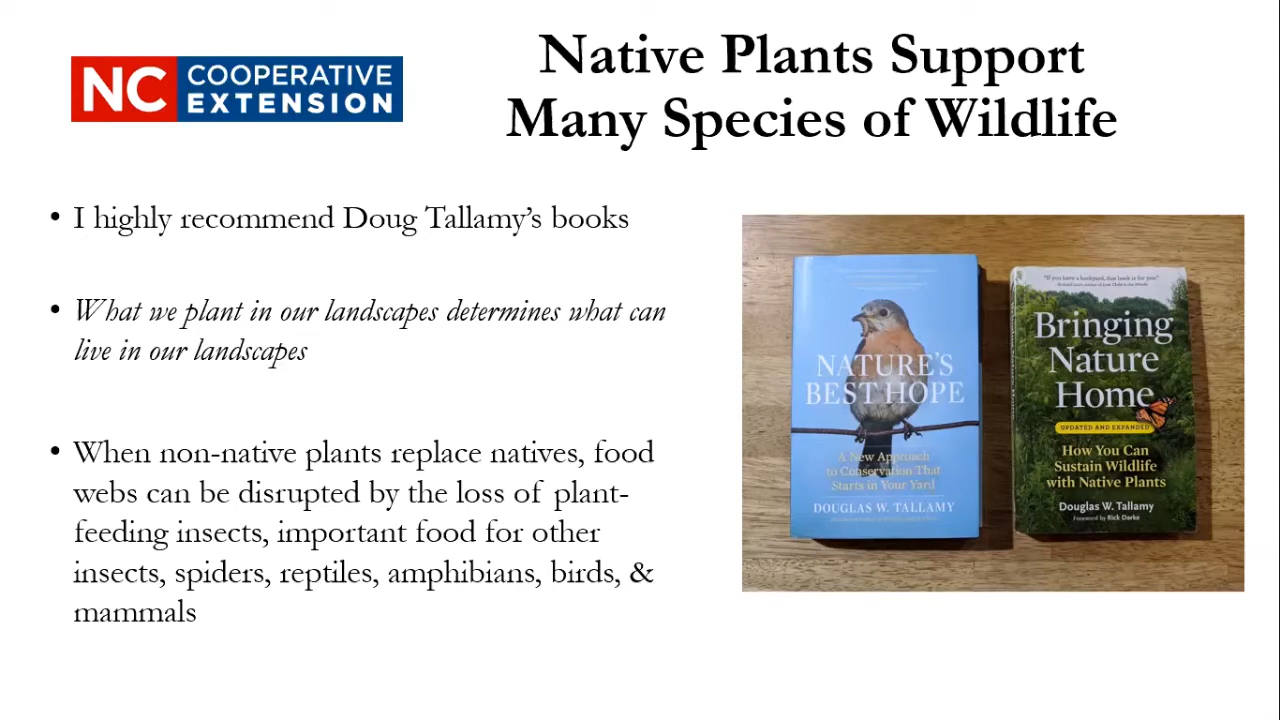 NC COOPERATIVE
EXTENSION
Native Plants Support
Many Species of Wildlife
• I highly recommend Doug Tallamy’s books
• What we plant in our landscapes determines what can
live in our landscapes
• When non-native plants replace natives, food
webs can be disrupted by the loss of plant-
feeding insects, important food for other
insects, spiders, reptiles, amphibians, birds, &
mammals
NATURE'S
BEST HOPE
A New Approach
to Conservation That
Starts in Your Yard
DOUGLAS W. TALLAMY
"If you have a backyard, this book is for you."
Bringing
Nature
Home
UPDATED AND EXPANDED
How You Can
Sustain Wildlife
with Native Plants
Douglas W. Tallamy
Foreword by Rick Darke